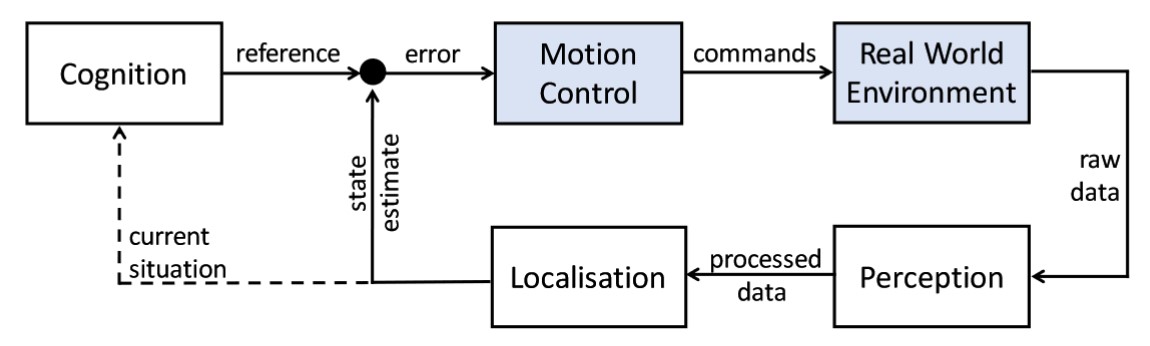 Cognition
reference
error
Motion
Control
commands
Real World
Environment
raw
data
Perception
processed
data
Localisation
state
estimate
current
situation